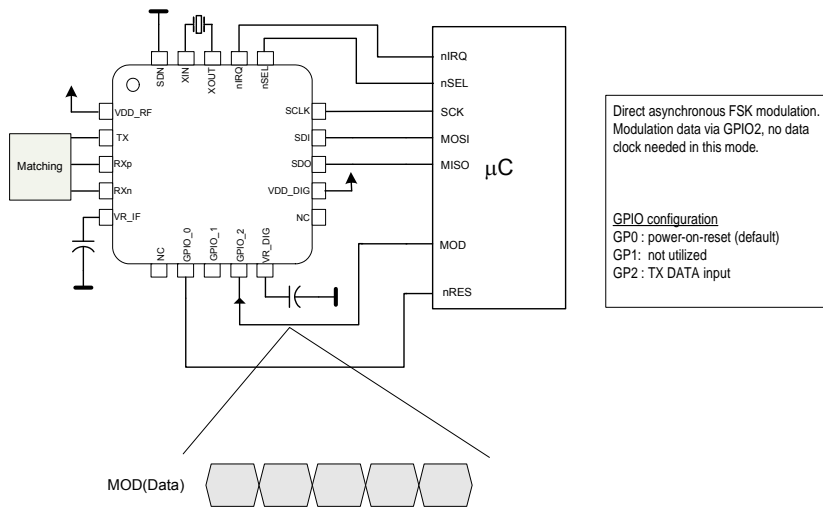 SDN
XIN
XOUT
nIRQ
nSEL
VDD_RF
TX
RXp
RXn
VR_IF
Matching
SCLK
SDI
SDO
VDD_DIG
NC
NC
GPIO_0
GPIO_1
GPIO_2
VR_DIG
nIRQ
nSEL
SCK
MOSI
MISO
μC
MOD
nRES
Direct asynchronous FSK modulation.
Modulation data via GPIO2, no data
clock needed in this mode.
GPIO configuration
GP0 : power-on-reset (default)
GP1: not utilized
GP2 : TX DATA input
MOD(Data)